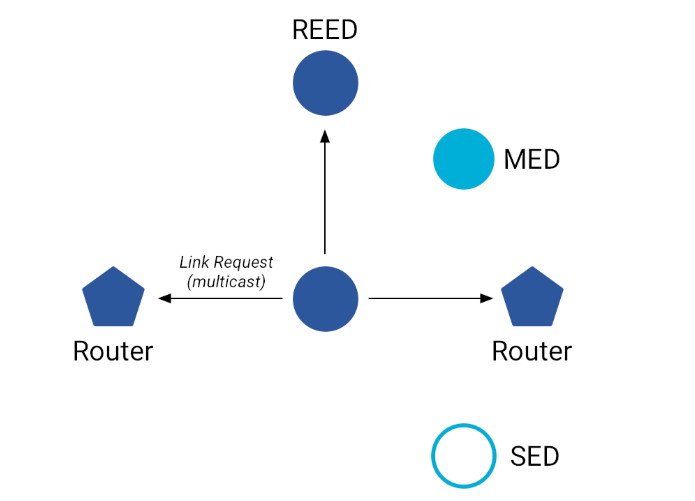 REED
MED
Link Request
(multicast)
Router
Router
SED